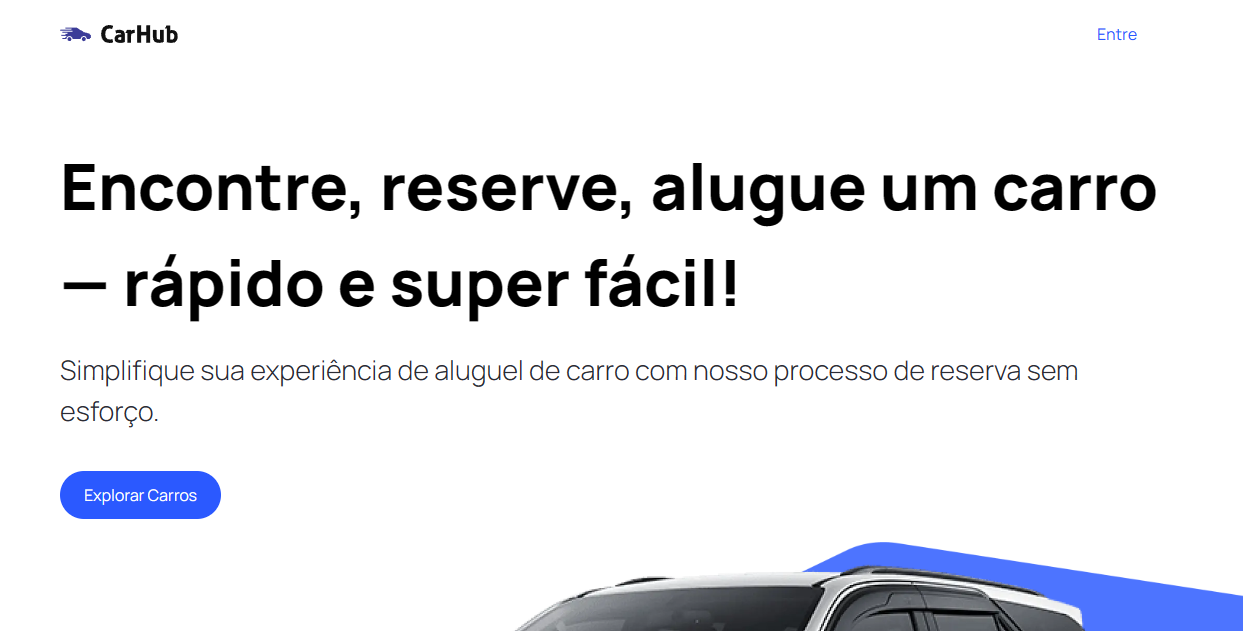 CarHub
Entre
Encontre, reserve, alugue um carro
— rápido e super fácil!
Simplifique sua experiência de aluguel de carro com nosso processo de reserva sem
esforço.
Explorar Carros